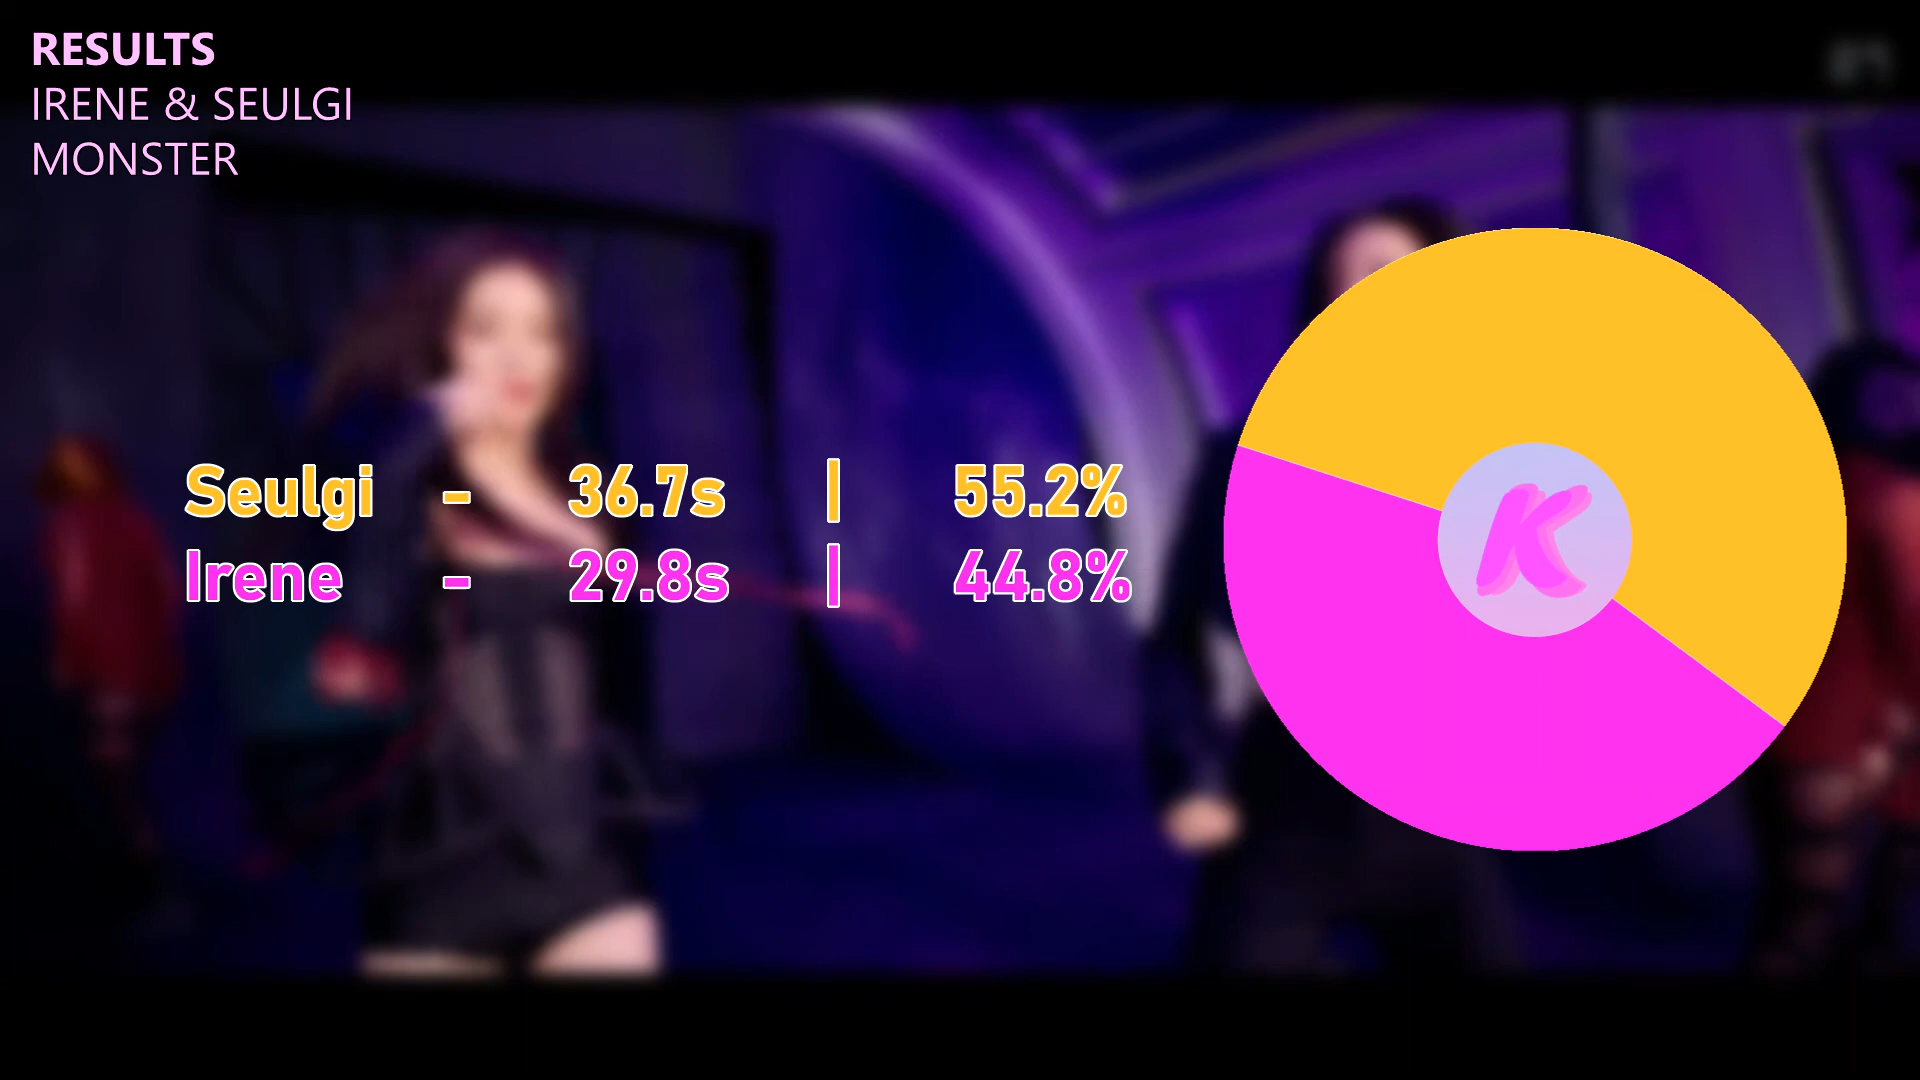 RESULTS
IRENE & SEULGI
MONSTER
Seulgi - 36.7s | 55.2%
Irene - 29.8s | 44.8%
K